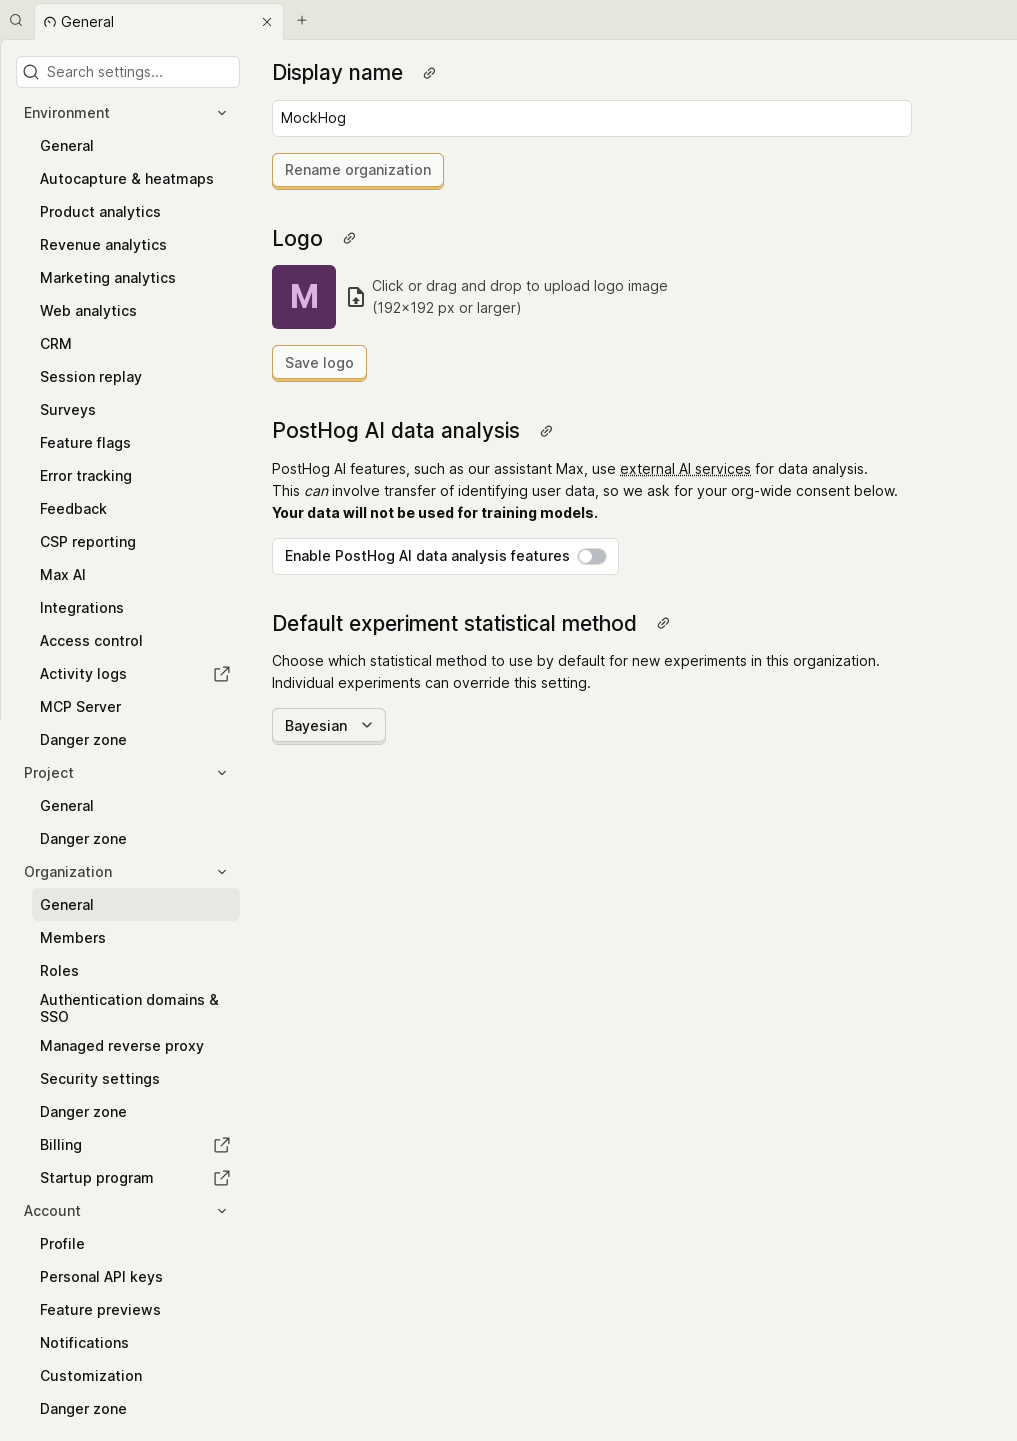 General
Search settings...
Environment
General
Autocapture & heatmaps
Product analytics
Revenue analytics
Marketing analytics
Web analytics
CRM
Session replay
Surveys
Feature flags
Error tracking
Feedback
CSP reporting
Max AI
Integrations
Access control
Activity logs
MCP Server
Danger zone
Project
General
Danger zone
Organization
General
Members
Roles
Authentication domains &
SSO
Managed reverse proxy
Security settings
Danger zone
Billing
Startup program
Account
Profile
Personal API keys
Feature previews
Notifications
Customization
Danger zone
Display name
MockHog
Rename organization
Logo
M
Click or drag and drop to upload logo image
(192×192 px or larger)
Save logo
PostHog AI data analysis
PostHog AI features, such as our assistant Max, use external AI services for data analysis.
This can involve transfer of identifying user data, so we ask for your org-wide consent below.
Your data will not be used for training models.
Enable PostHog AI data analysis features
Default experiment statistical method
Choose which statistical method to use by default for new experiments in this organization.
Individual experiments can override this setting.
Bayesian